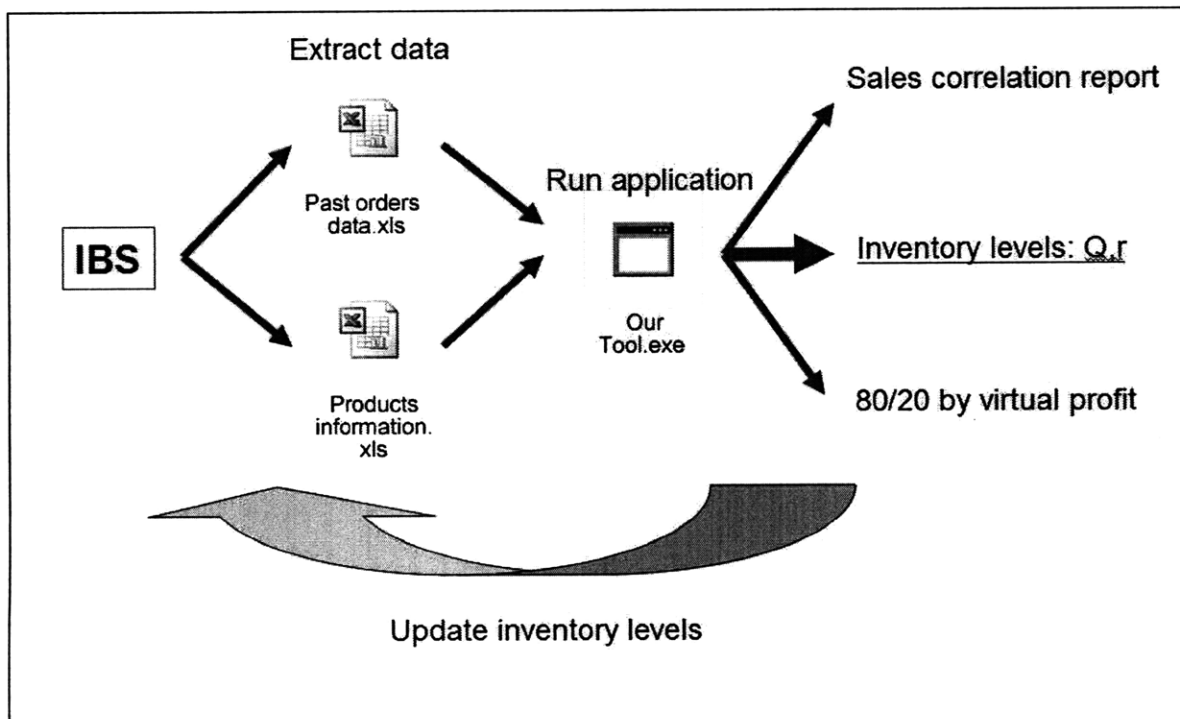 Extract data
Past orders
data.xls
IBS
Products
information.
xls
Run application
Our
Tool.exe
Sales correlation report
Inventory levels: Q,r
80/20 by virtual profit
Update inventory levels